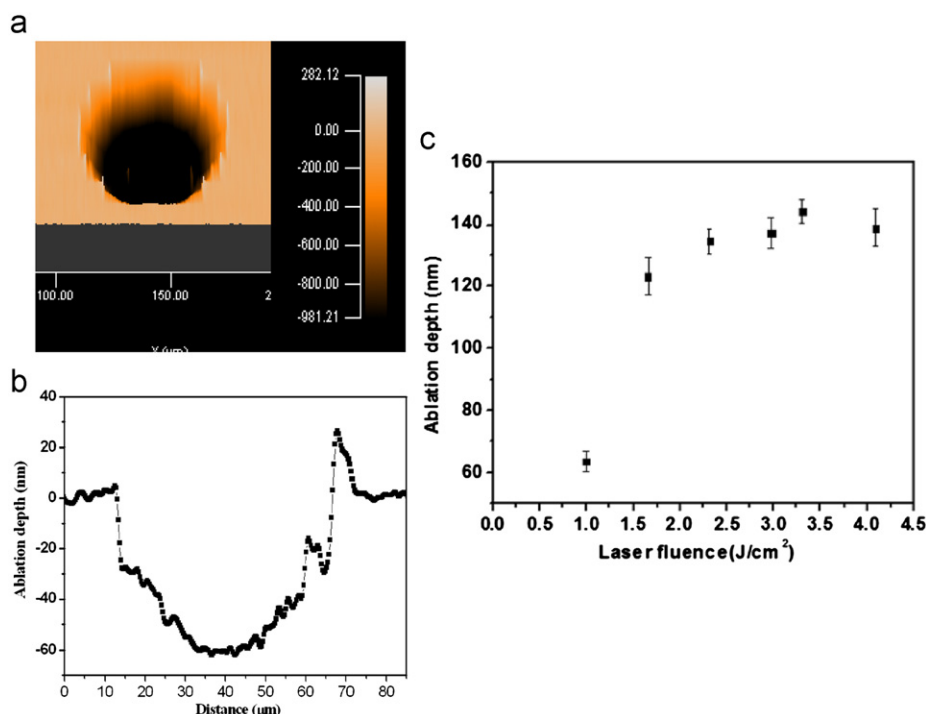 a
282.12
0.00
-200.00
-400.00
-600.00
-800.00
-981.21
100.00 150.00 2
Y (µm)
b
40
20
0
-20
-40
-60
Ablation depth (nm)
0 10 20 30 40 50 60 70 80
Distance (µm)
c
160
140
120
100
80
60
Ablation depth (nm)
0.0 0.5 1.0 1.5 2.0 2.5 3.0 3.5 4.0 4.5
Laser fluence(J/cm²)